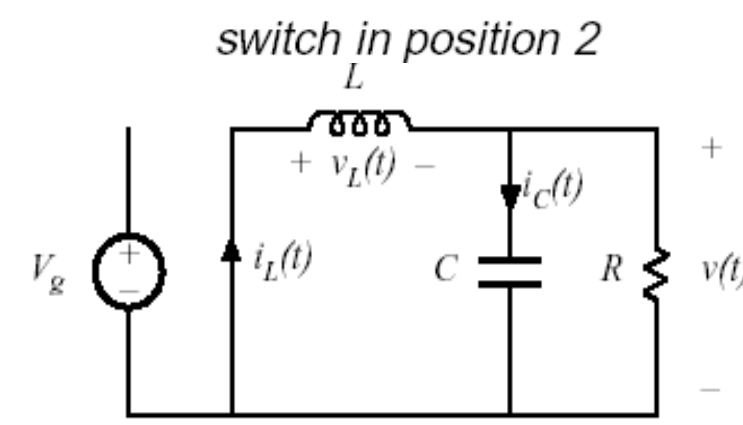 switch in position 2
L
+ v_L(t) −
i_C(t)
V_g
+
−
i_L(t)
C
R
+
v(t)
−